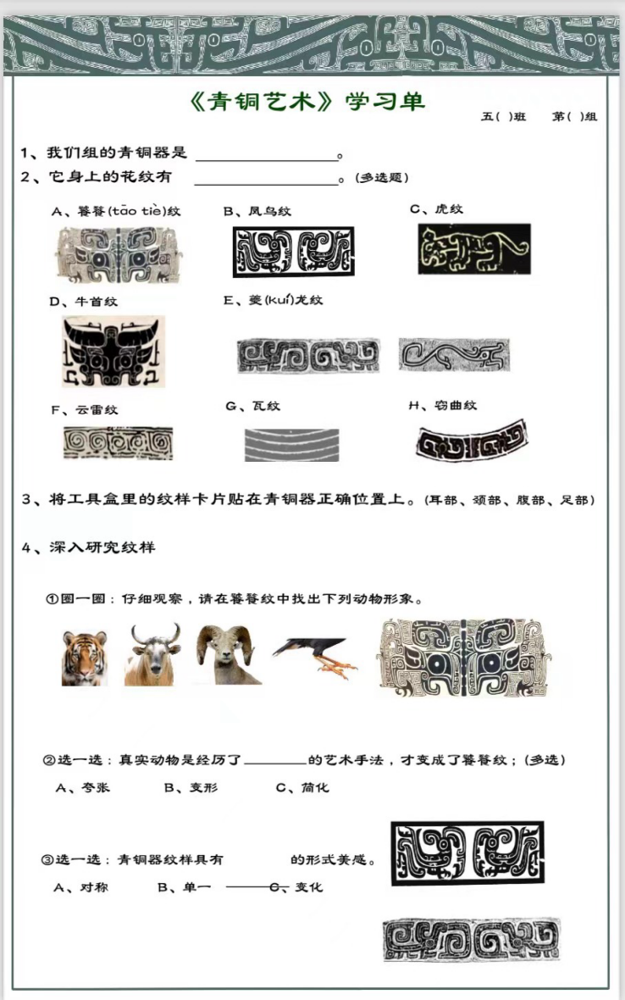 《青铜艺术》学习单
五( )班 第( )组
1、我们组的青铜器是 ____________。
2、它身上的花纹有 ____________。(多选题)
A、饕餮(tāo tiè)纹 B、凤鸟纹 C、虎纹
D、牛首纹 E、夔(kuí)龙纹
F、云雷纹 G、瓦纹 H、窃曲纹
3、将工具盒里的纹样卡片贴在青铜器正确位置上。(耳部、颈部、腹部、足部)
4、深入研究纹样
①圈一圈：仔细观察，请在饕餮纹中找出下列动物形象。
②选一选：真实动物是经历了______的艺术手法，才变成了饕餮纹；(多选)
A、夸张 B、变形 C、简化
③选一选：青铜器纹样具有 的形式美感。
A、对称 B、单一 C、变化